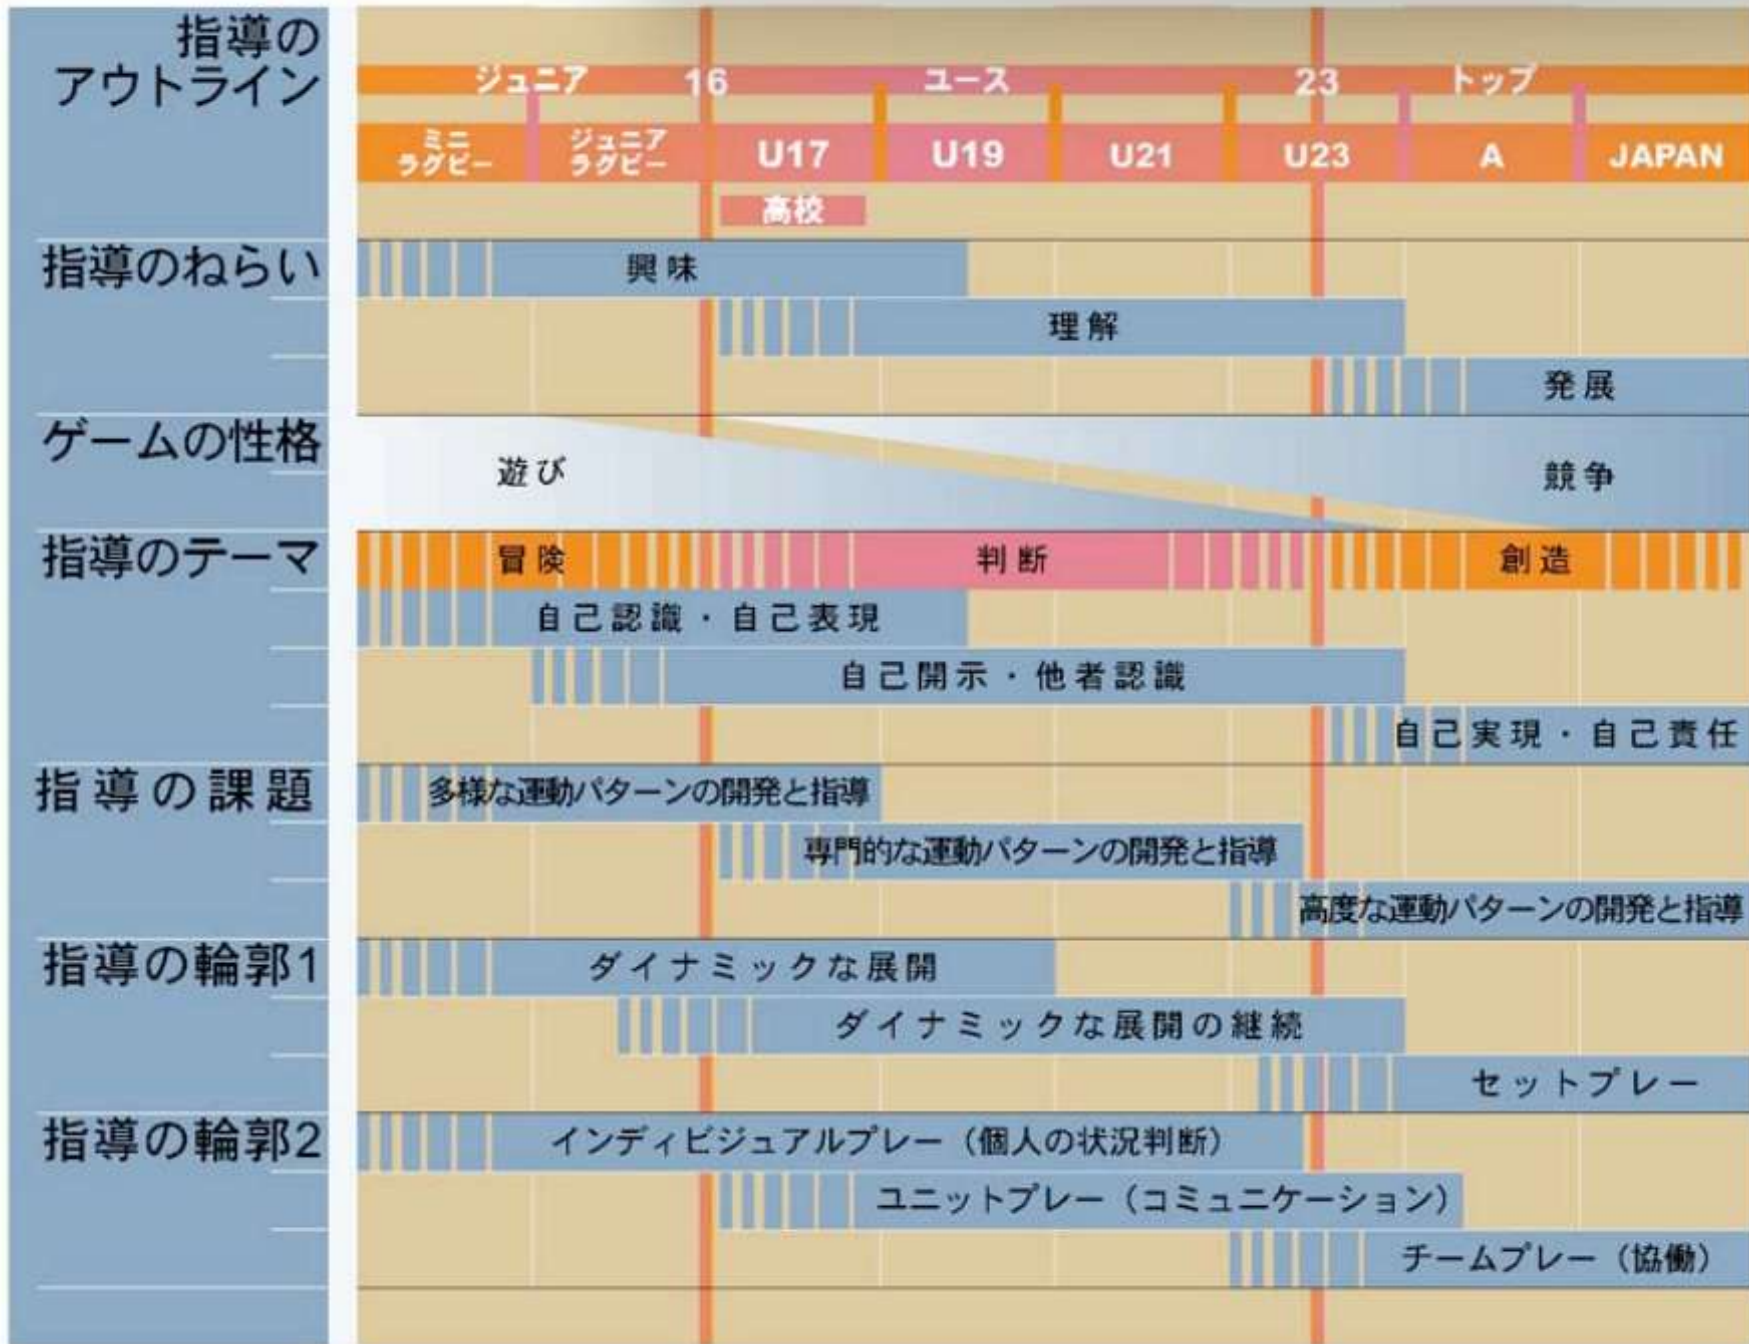 指導の
アウトライン
ジュニア 16 ユース 23 トップ
ミニ
ラグビー
ジュニア
ラグビー
U17 U19 U21 U23 A JAPAN
高校
指導のねらい
興味
理解
発展
ゲームの性格
遊び
競争
指導のテーマ
冒険 判断 創造
自己認識・自己表現
自己開示・他者認識
自己実現・自己責任
指導の課題
多様な運動パターンの開発と指導
専門的な運動パターンの開発と指導
高度な運動パターンの開発と指導
指導の輪郭1
ダイナミックな展開
ダイナミックな展開の継続
セットプレー
指導の輪郭2
インディビジュアルプレー（個人の状況判断）
ユニットプレー（コミュニケーション）
チームプレー（協働）